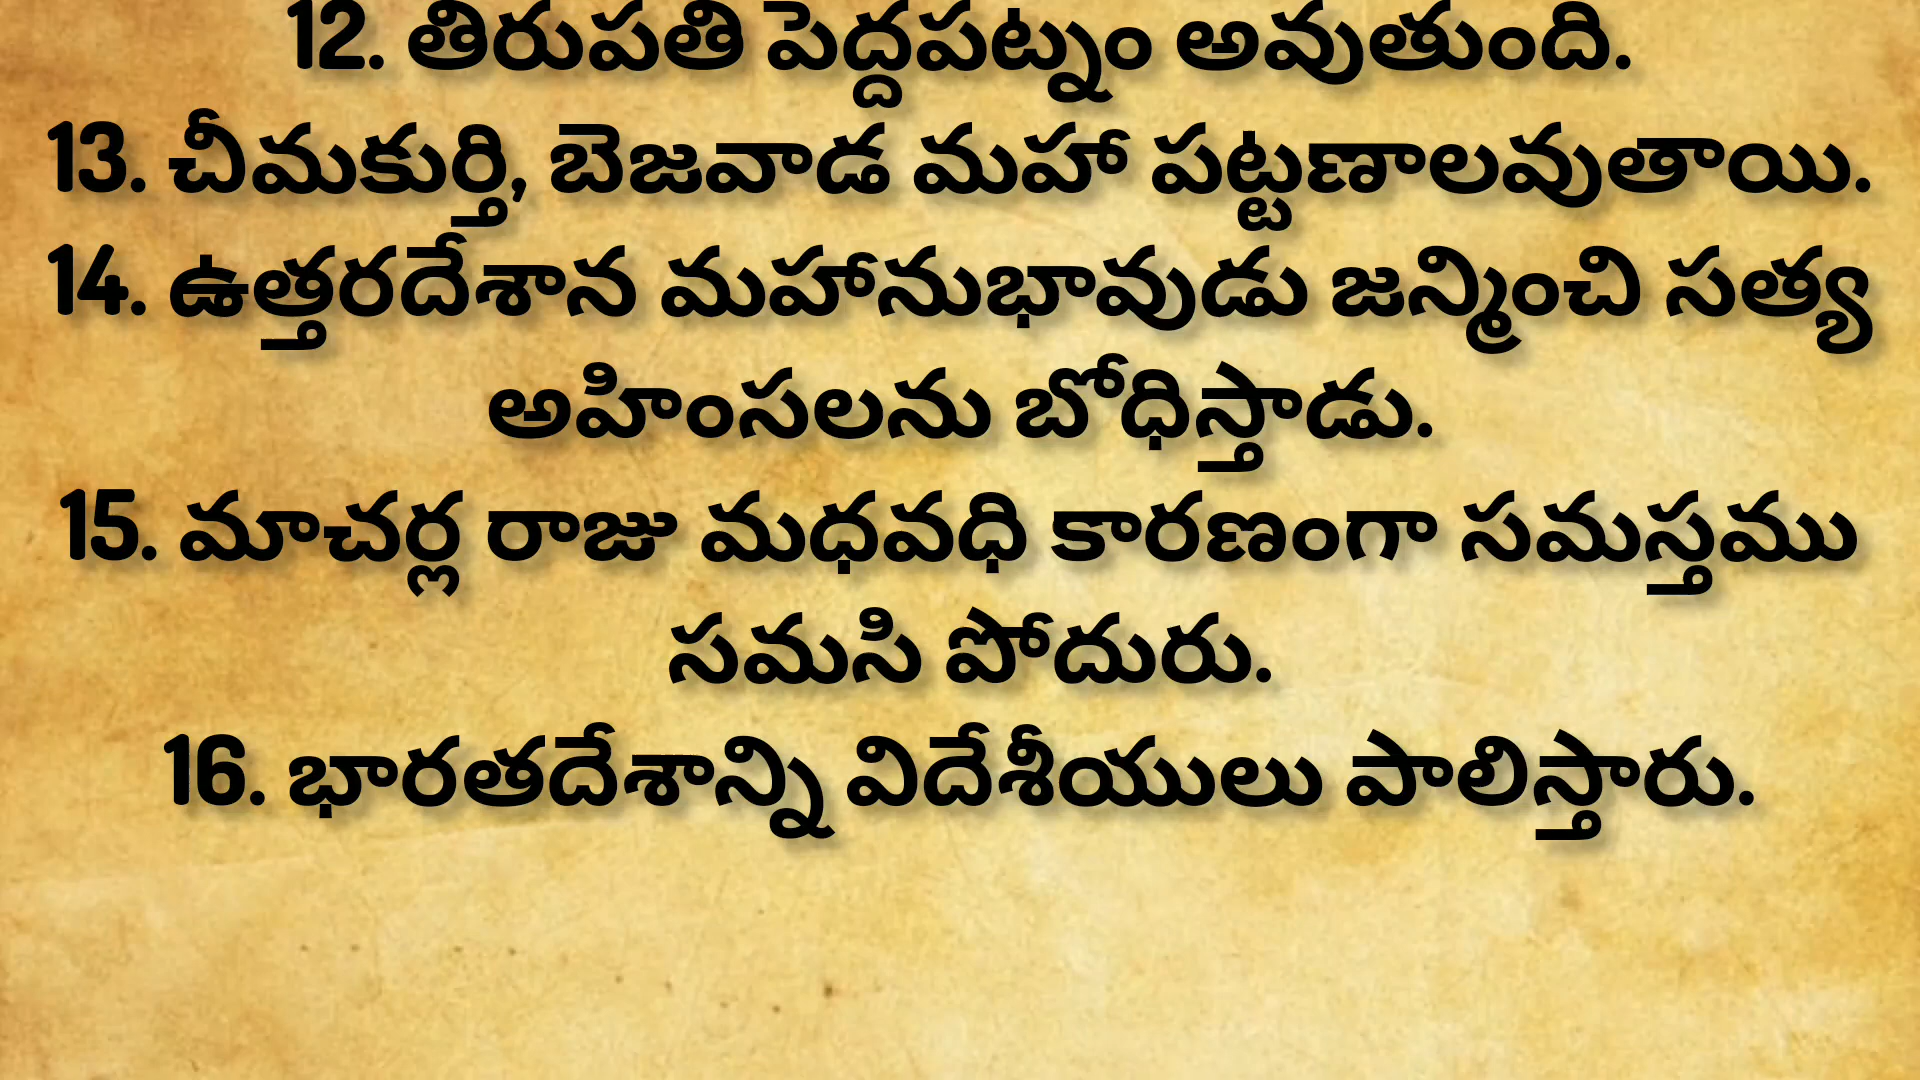 12. తిరుపతి పెద్దపట్నం అవుతుంది.
13. చీమకుర్తి, బెజవాడ మహా పట్టణాలవుతాయి.
14. ఉత్తరదేశాన మహానుభావుడు జన్మించి సత్య
అహింసలను బోధిస్తాడు.
15. మాచర్ల రాజు మధవధి కారణంగా సమస్తము
సమసి పోదురు.
16. భారతదేశాన్ని విదేశీయులు పాలిస్తారు.